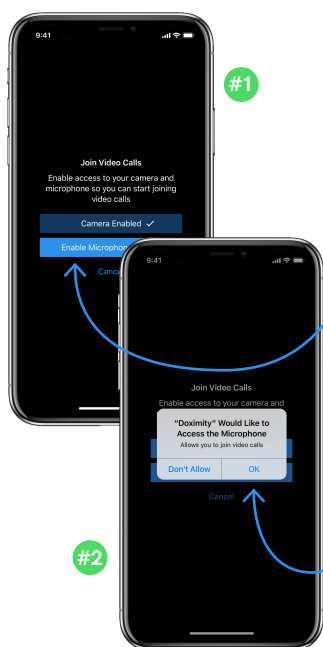 9:41
#1
Join Video Calls
Enable access to your camera and
microphone so you can start joining
video calls
Camera Enabled ✓
Enable Microphon
Cance
9:41
Join Video Calls
Enable access to your camera and
"Doximity" Would Like to
Access the Microphone
Allows you to join video calls
Don't Allow OK
Cancel
#2